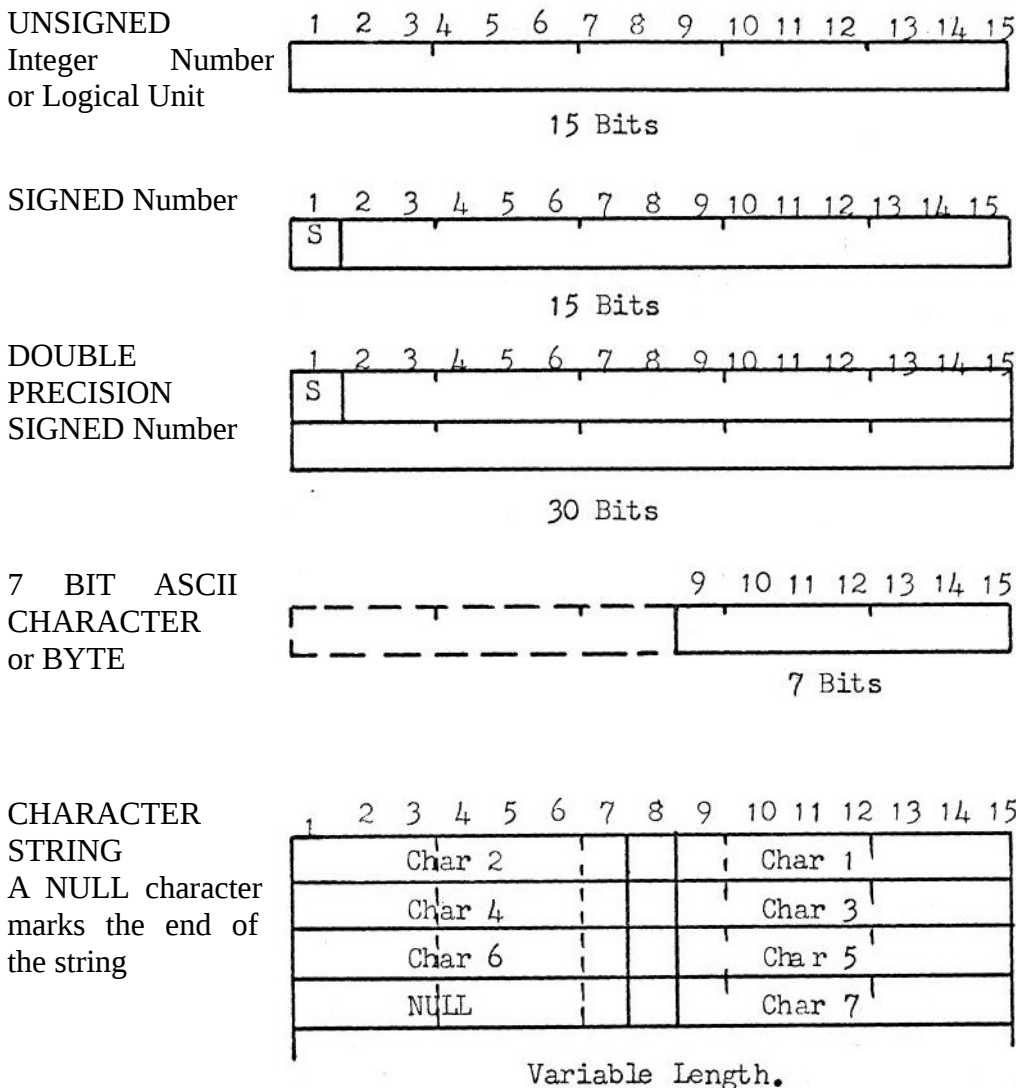 UNSIGNED
Integer Number
or Logical Unit
1 2 3 4 5 6 7 8 9 10 11 12 13 14 15
15 Bits
SIGNED Number
1 2 3 4 5 6 7 8 9 10 11 12 13 14 15
S
15 Bits
DOUBLE
PRECISION
SIGNED Number
1 2 3 4 5 6 7 8 9 10 11 12 13 14 15
S
30 Bits
7 BIT ASCII
CHARACTER
or BYTE
9 10 11 12 13 14 15
7 Bits
CHARACTER
STRING
A NULL character
marks the end of
the string
1 2 3 4 5 6 7 8 9 10 11 12 13 14 15
Char 2 Char 1
Char 4 Char 3
Char 6 Char 5
NULL Char 7
Variable Length.